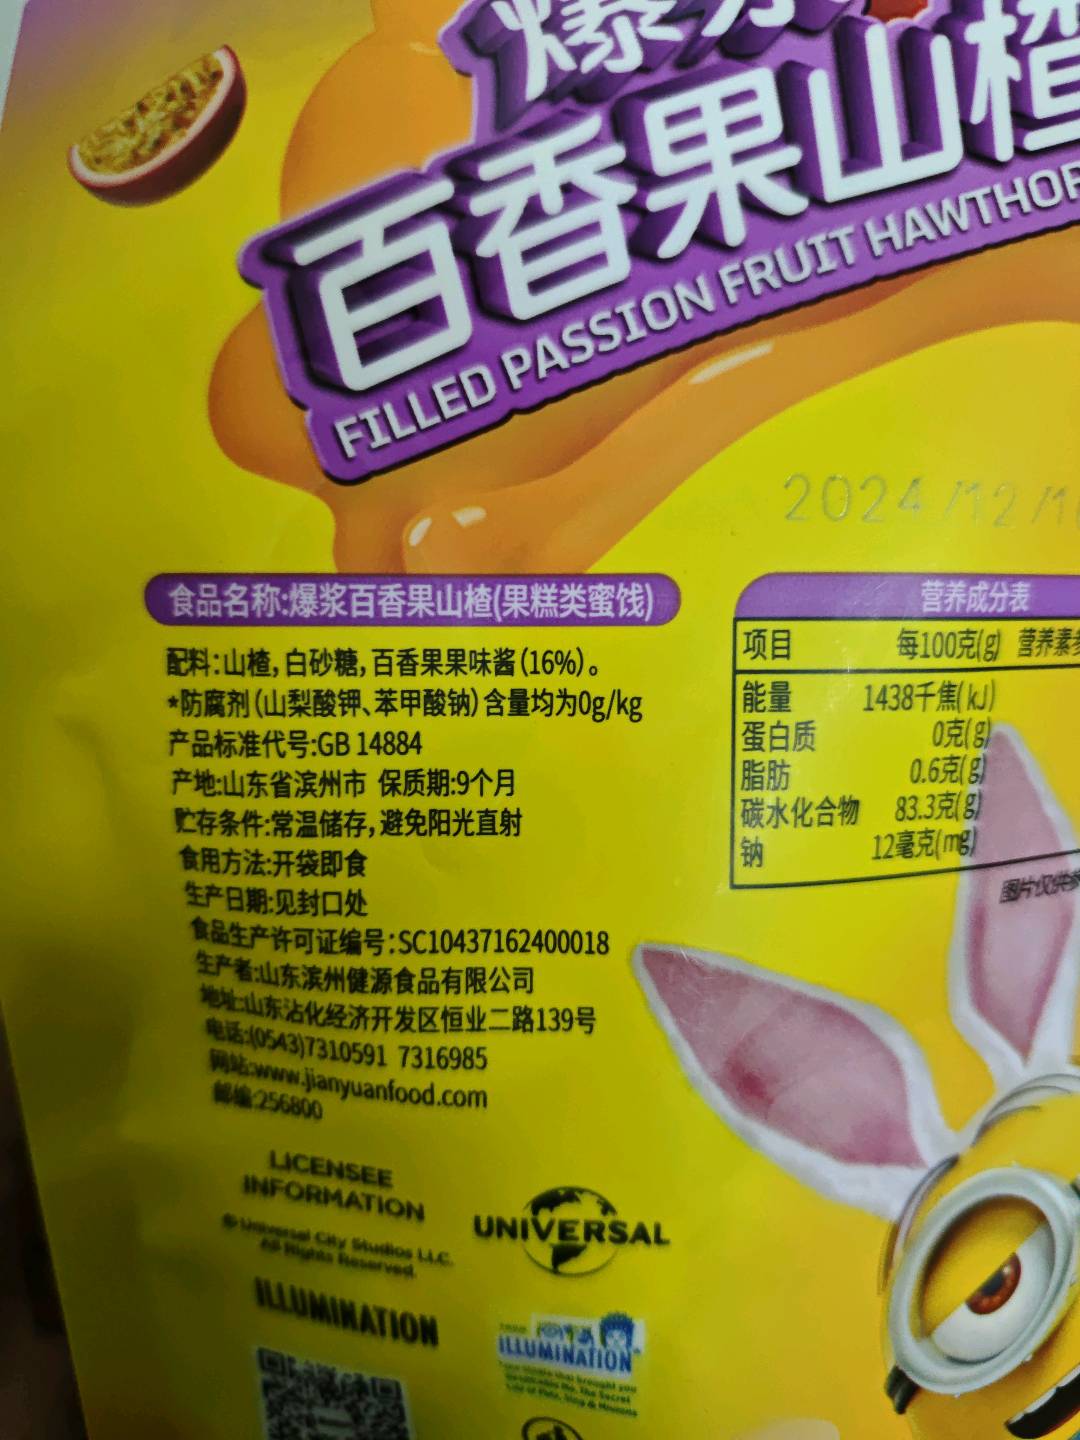 爆浆
百香果山楂
FILLED PASSION FRUIT
2024/12/1
食品名称:爆浆百香果山楂(果糕类蜜饯)
配料:山楂,白砂糖,百香果果味酱(16%)。
*防腐剂(山梨酸钾、苯甲酸钠)含量均为0g/kg
产品标准代号:GB 14884
产地:山东省滨州市 保质期:9个月
贮存条件:常温储存,避免阳光直射
食用方法:开袋即食
生产日期:见封口处
食品生产许可证编号:SC10437162400018
生产者:山东滨州健源食品有限公司
地址:山东沾化经济开发区恒业二路139号
电话:(0543)7310591 7316985
网站:www.jianyuanfood.com
邮编:256800
营养成分表
项目 每100克(g) 营养素
能量 1438千焦(kJ)
蛋白质 0克(g)
脂肪 0.6克(g)
碳水化合物 83.3克(g)
钠 12毫克(mg)
图片仅供
LICENSEE
INFORMATION
© Universal City Studios LLC.
All Rights Reserved.
UNIVERSAL
ILLUMINATION
ILLUMINATION